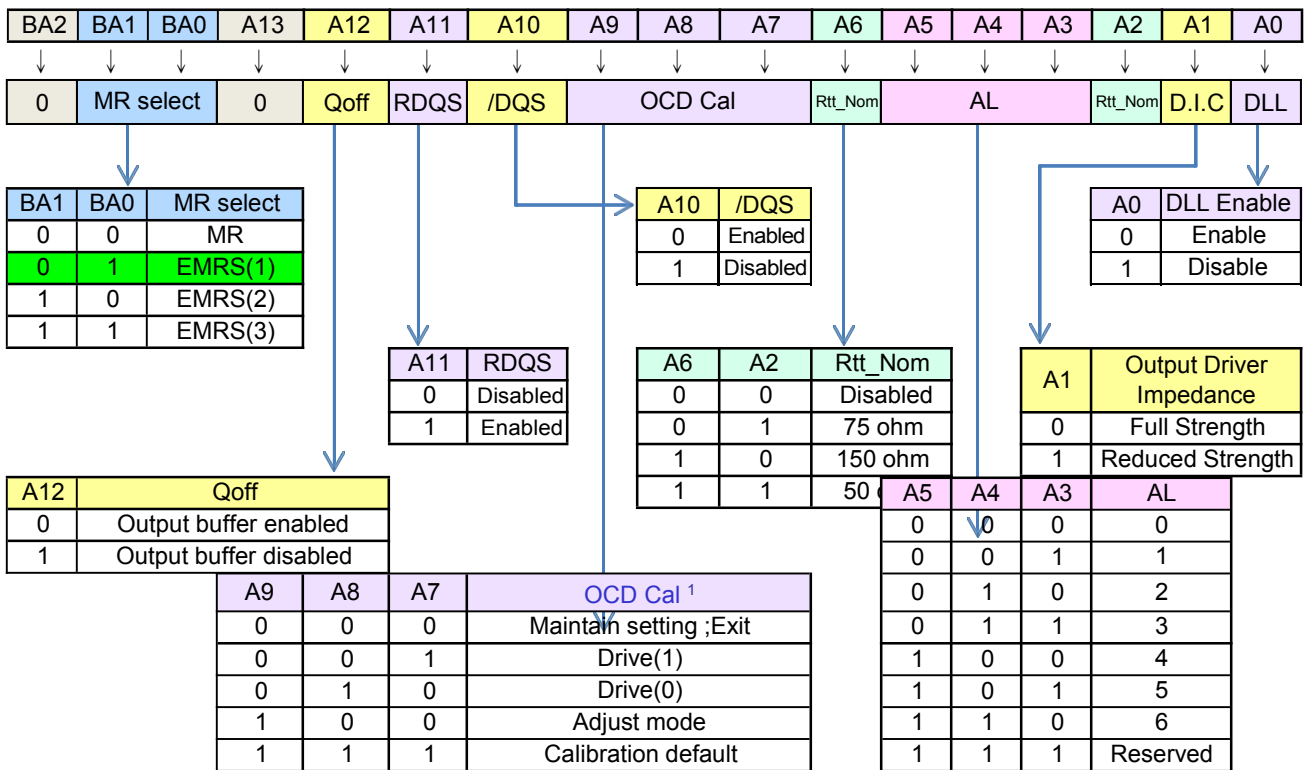 BA2 BA1 BA0 A13 A12 A11 A10 A9 A8 A7 A6 A5 A4 A3 A2 A1 A0
0 MR select 0 Qoff RDQS /DQS OCD Cal Rtt_Nom AL Rtt_Nom D.I.C DLL
BA1 BA0 MR select
0 0 MR
0 1 EMRS(1)
1 0 EMRS(2)
1 1 EMRS(3)
A10 /DQS
0 Enabled
1 Disabled
A0 DLL Enable
0 Enable
1 Disable
A11 RDQS
0 Disabled
1 Enabled
A6 A2 Rtt_Nom
0 0 Disabled
0 1 75 ohm
1 0 150 ohm
1 1 50
A1 Output Driver
Impedance
0 Full Strength
1 Reduced Strength
A12 Qoff
0 Output buffer enabled
1 Output buffer disabled
A5 A4 A3 AL
0 0 0 0
0 0 1 1
0 1 0 2
0 1 1 3
1 0 0 4
1 0 1 5
1 1 0 6
1 1 1 Reserved
A9 A8 A7 OCD Cal 1
0 0 0 Maintain setting ;Exit
0 0 1 Drive(1)
0 1 0 Drive(0)
1 0 0 Adjust mode
1 1 1 Calibration default